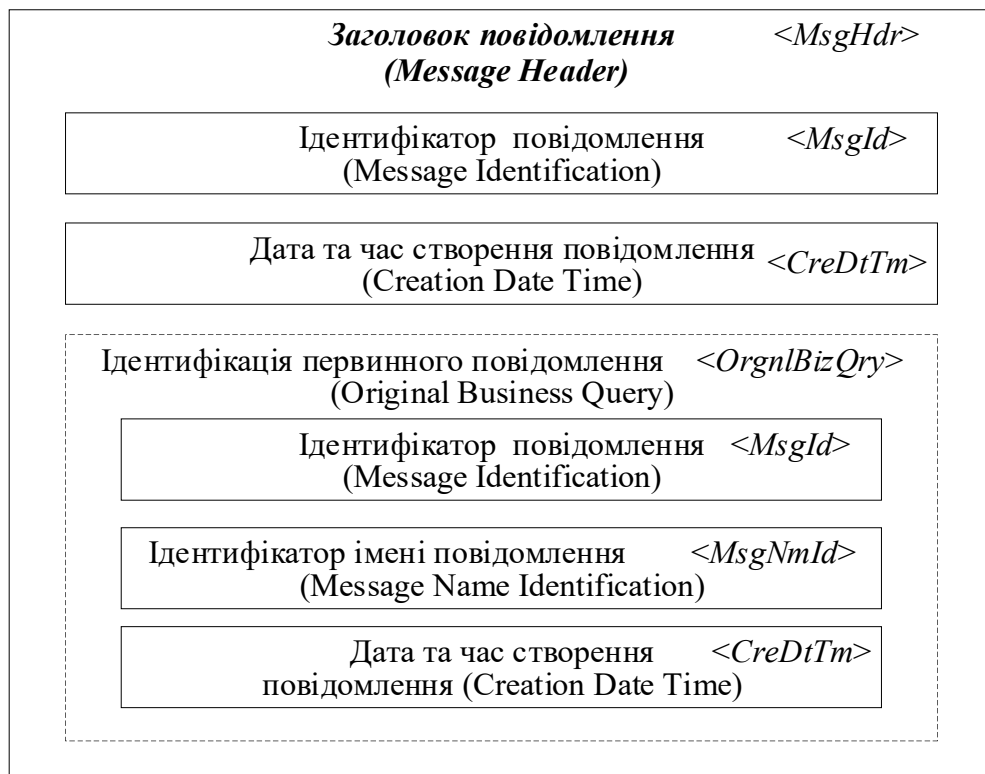 Заголовок повідомлення <MsgHdr>
(Message Header)
Ідентифікатор повідомлення <MsgId>
(Message Identification)
Дата та час створення повідомлення <CreDtTm>
(Creation Date Time)
Ідентифікація первинного повідомлення <OrgnlBizQry>
(Original Business Query)
Ідентифікатор повідомлення <MsgId>
(Message Identification)
Ідентифікатор імені повідомлення <MsgNmId>
(Message Name Identification)
Дата та час створення <CreDtTm>
повідомлення (Creation Date Time)